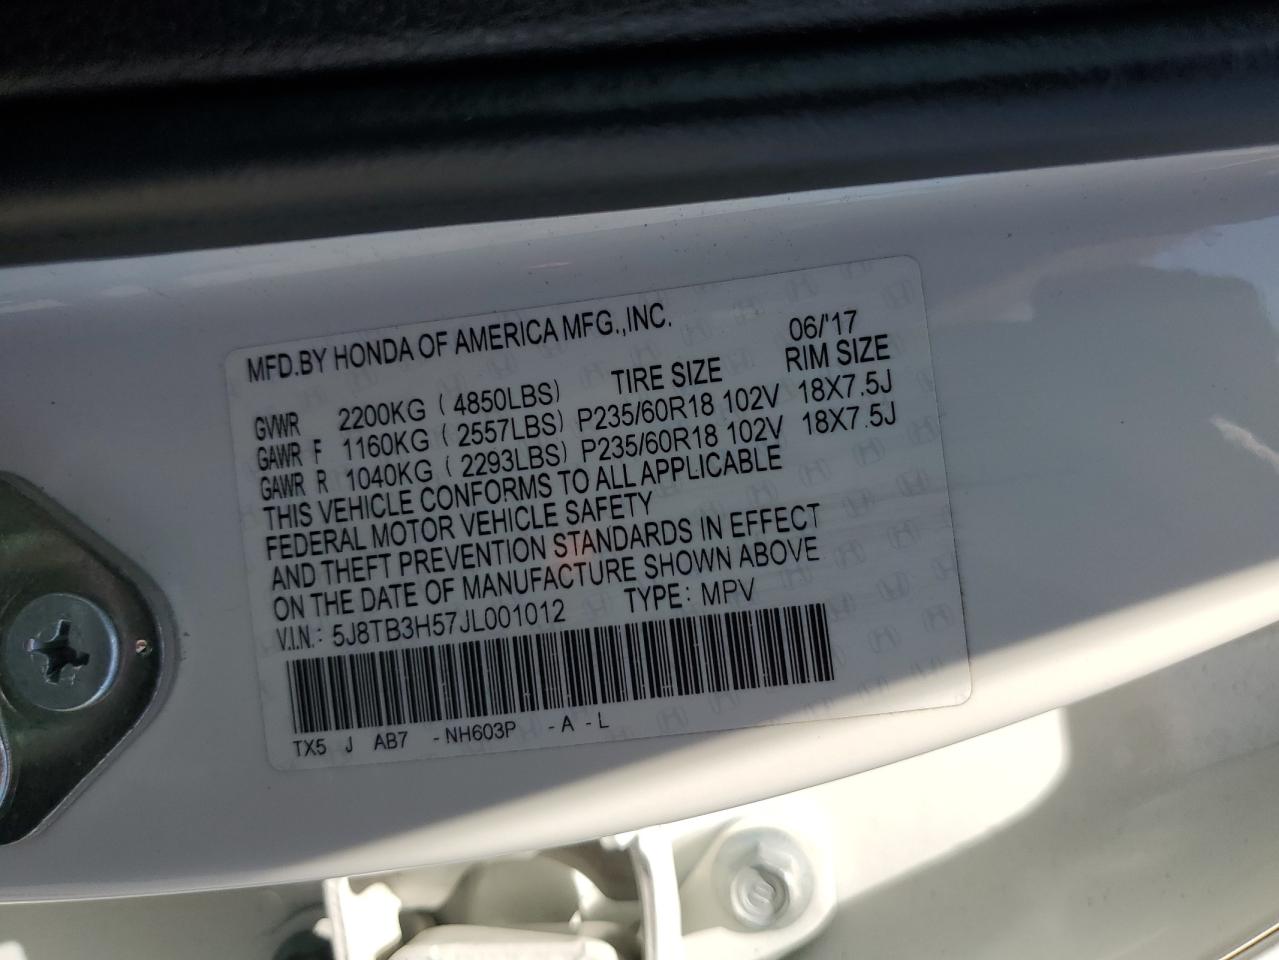 MFD.BY HONDA OF AMERICA MFG.,INC. 06/'17
TIRE SIZE RIM SIZE
GVWR 2200KG (4850LBS)
GAWR F 1160KG (2557LBS) P235/60R18 102V 18X7.5J
GAWR R 1040KG (2293LBS) P235/60R18 102V 18X7.5J
THIS VEHICLE CONFORMS TO ALL APPLICABLE
FEDERAL MOTOR VEHICLE SAFETY
AND THEFT PREVENTION STANDARDS IN EFFECT
ON THE DATE OF MANUFACTURE SHOWN ABOVE
V.I.N.: 5J8TB3H57JL001012 TYPE: MPV
TX5 J AB7 -NH603P -A -L